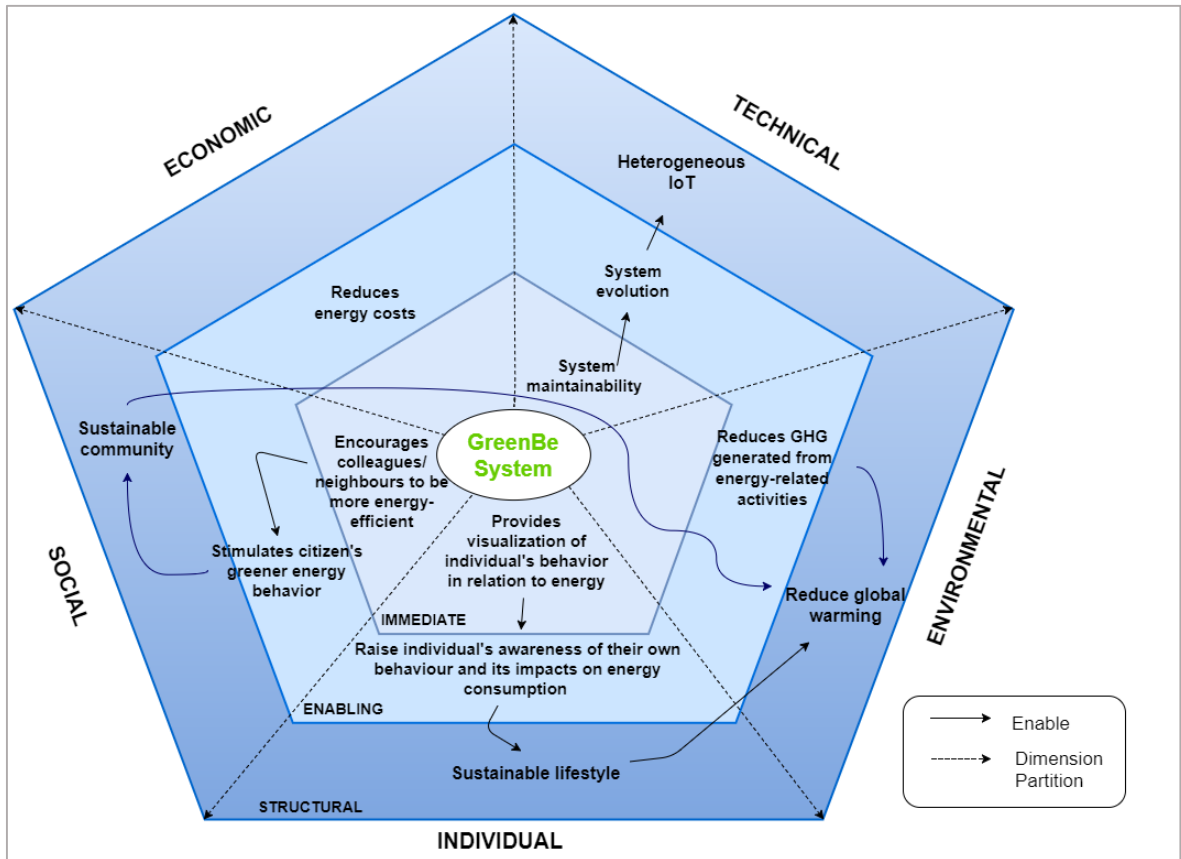 ECONOMIC
TECHNICAL
Heterogeneous
IoT
System
evolution
Reduces
energy costs
System
maintainability
Sustainable
community
Encourages
colleagues/
neighbours to be
more energy-
efficient
GreenBe
System
Reduces GHG
generated from
energy-related
activities
Provides
visualization of
individual's behavior
in relation to energy
Stimulates citizen's
greener energy
behavior
SOCIAL
ENVIRONMENTAL
Reduce global
warming
IMMEDIATE
Raise individual's awareness of their own
behaviour and its impacts on energy
consumption
ENABLING
Sustainable lifestyle
STRUCTURAL
INDIVIDUAL
Enable
Dimension
Partition